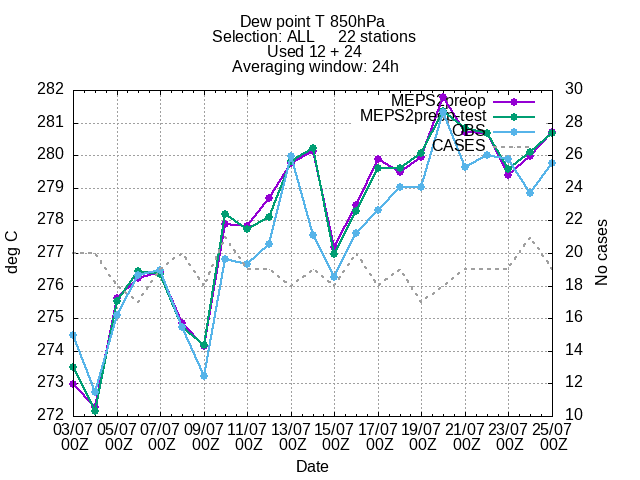 Dew point T 850hPa
Selection: ALL 22 stations
Used 12 + 24
Averaging window: 24h
282
281
280
279
278
277
276
275
274
273
272
deg C
30
28
26
24
22
20
18
16
14
12
10
No cases
MEPS2preop
MEPS2preop-test
OBS
CASES
03/07 05/07 07/07 09/07 11/07 13/07 15/07 17/07 19/07 21/07 23/07 25/07
00Z 00Z 00Z 00Z 00Z 00Z 00Z 00Z 00Z 00Z 00Z 00Z
Date